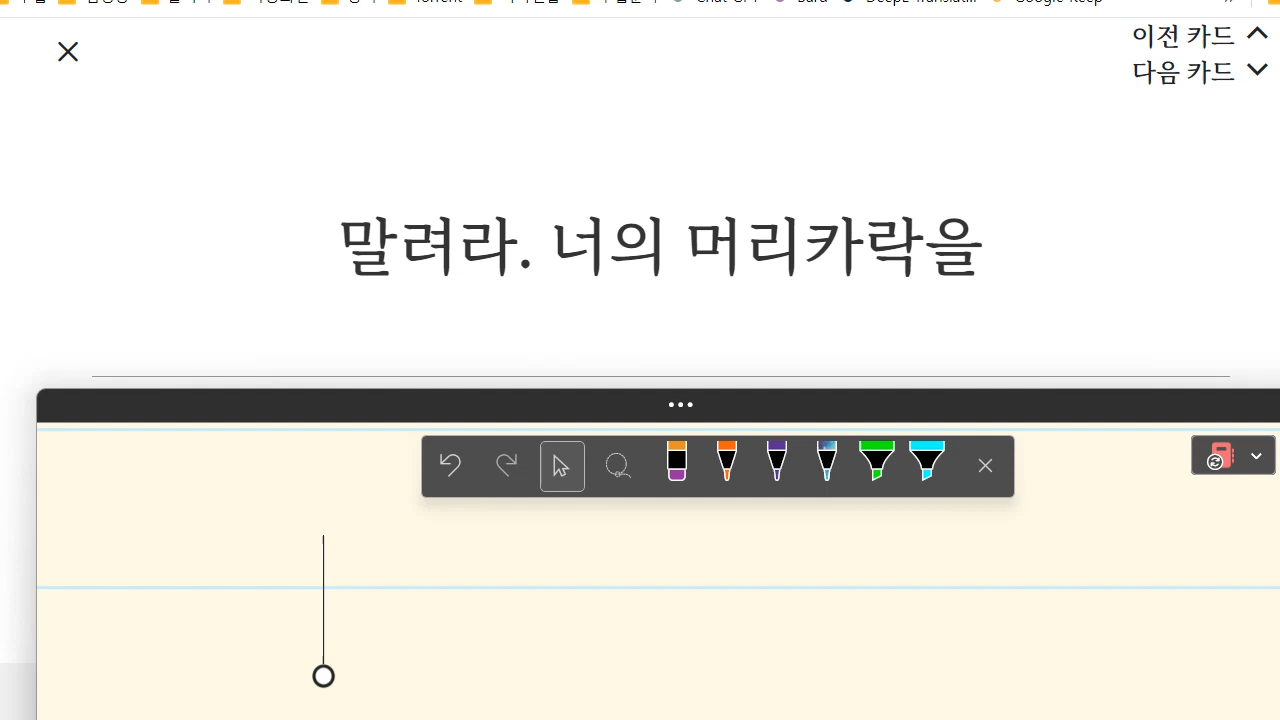 이전 카드
다음 카드
말려라. 너의 머리카락을